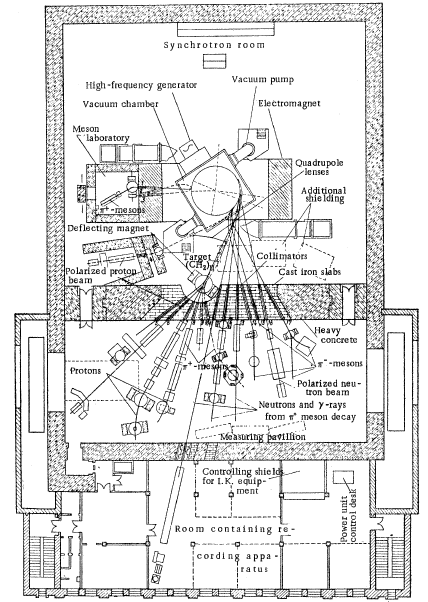 Synchrotron room
High-frequency generator
Vacuum pump
Vacuum chamber
Electromagnet
Meson
laboratory
Quadrupole
lenses
Additional
shielding
π⁺-mesons
Deflecting magnet
Target
(CH₂)n
Collimators
Polarized proton
beam
Cast iron slabs
Heavy
concrete
π⁺-mesons
π⁻-mesons
Protons
Polarized neu-
tron beam
Neutrons and γ-rays
from π° meson decay
Measuring pavillion
Controlling shields
for I.K. equip-
ment
Power unit
control desk
Room containing re-
cording appa-
ratus